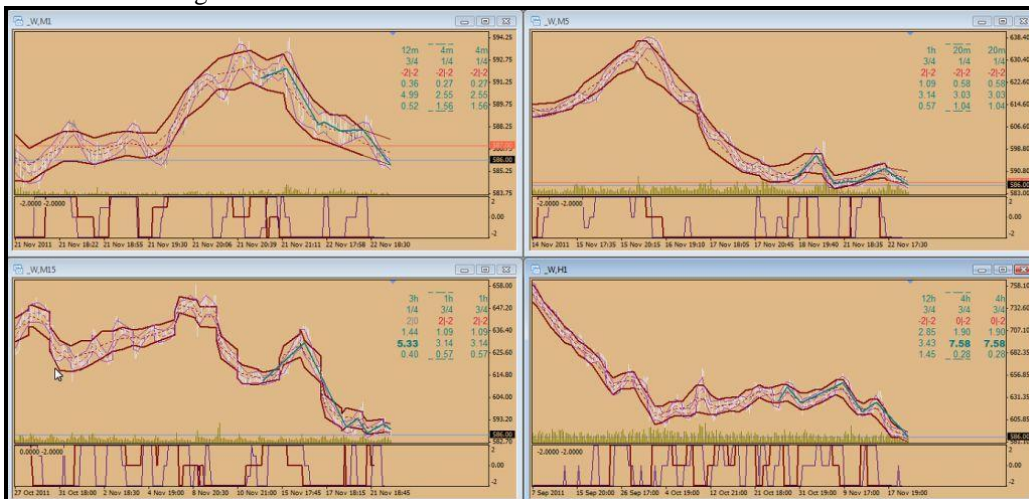 _W,M1
12m 4m 4m
3/4 1/4 1/4
-2|-2 -2|-2 -2|-2
0.36 0.27 0.27
4.99 2.55 2.55
0.52 1.56 1.56
594.25
592.75
591.25
589.75
588.25
587.00
586.00
585.25
583.75
-2.0000 -2.0000
2
0.00
-2
21 Nov 2011 21 Nov 18:22 21 Nov 18:55 21 Nov 19:30 21 Nov 20:06 21 Nov 20:39 21 Nov 21:11 22 Nov 17:58 22 Nov 18:30
_W,M5
1h 20m 20m
3/4 1/4 1/4
2|-2 -2|-2 -2|-2
1.09 0.58 0.58
3.14 3.03 3.03
0.57 1.04 1.04
638.40
630.40
622.40
614.60
606.60
598.80
590.80
586.00
583.00
-2.0000 -2.0000
2
0.00
-2
14 Nov 2011 15 Nov 17:35 15 Nov 20:15 16 Nov 19:10 17 Nov 18:05 17 Nov 20:45 18 Nov 19:40 21 Nov 18:35 22 Nov 17:30
_W,M15
3h 1h 1h
1/4 3/4 3/4
2|0 2|-2 2|-2
1.44 1.09 1.09
5.33 3.14 3.14
0.40 0.57 0.57
658.00
647.20
636.40
625.60
614.80
604.00
593.20
586.00
582.70
0.0000 -2.0000
2
0.00
-2
27 Oct 2011 31 Oct 18:00 2 Nov 18:30 4 Nov 19:00 8 Nov 20:30 10 Nov 21:00 15 Nov 17:45 17 Nov 18:15 21 Nov 18:45
_W,H1
12h 4h 4h
3/4 3/4 3/4
-2|-2 0|-2 0|-2
2.85 1.90 1.90
3.43 7.58 7.58
1.45 0.28 0.28
758.10
732.60
707.10
682.35
656.85
631.35
605.85
586.00
-2.0000 -2.0000
2
0.00
-2
7 Sep 2011 15 Sep 20:00 26 Sep 17:00 4 Oct 19:00 12 Oct 21:00 21 Oct 18:00 31 Oct 19:00 9 Nov 17:00 17 Nov 19:00